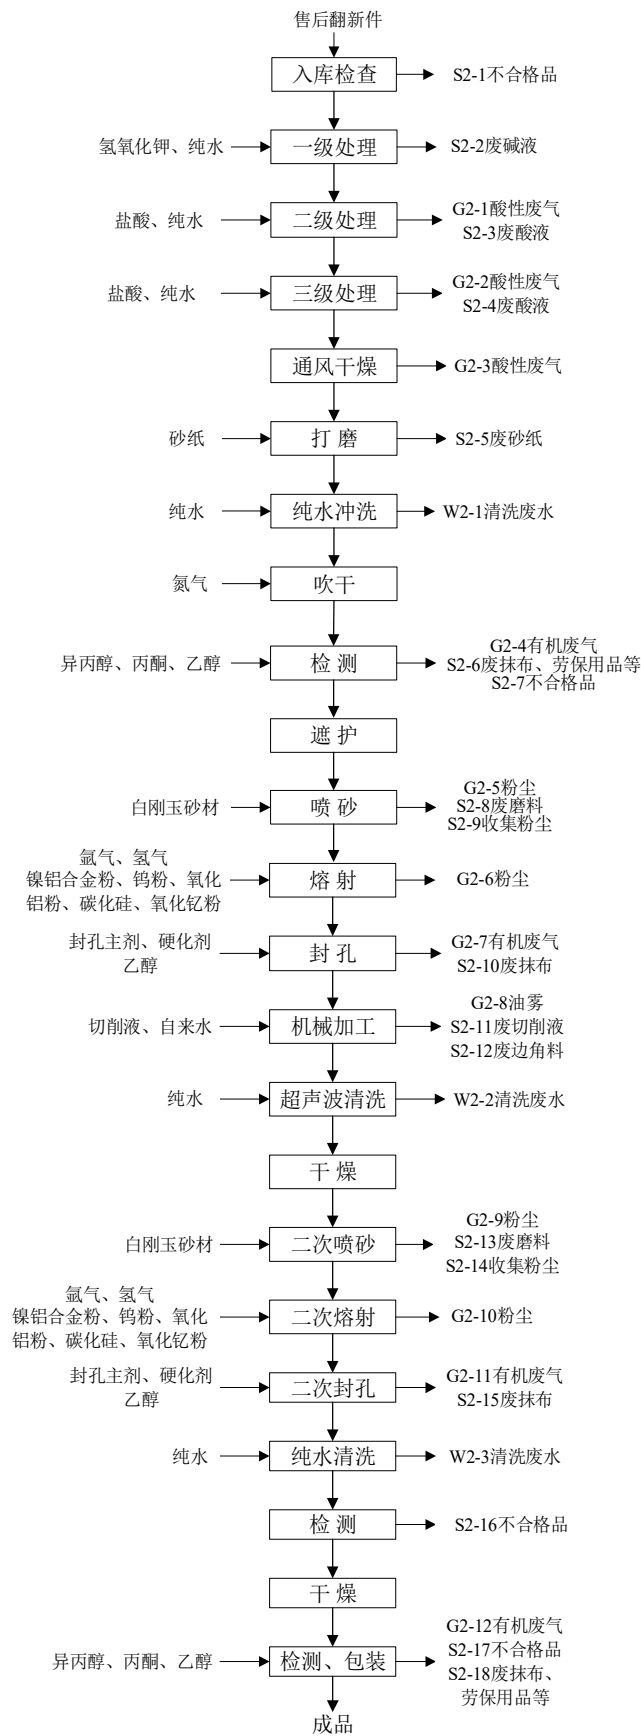 售后翻新件
入库检查
S2-1不合格品
氢氧化钾、纯水
一级处理
S2-2废碱液
盐酸、纯水
二级处理
G2-1酸性废气
S2-3废酸液
盐酸、纯水
三级处理
G2-2酸性废气
S2-4废酸液
通风干燥
G2-3酸性废气
砂纸
打 磨
S2-5废砂纸
纯水
纯水冲洗
W2-1清洗废水
氮气
吹干
异丙醇、丙酮、乙醇
检 测
G2-4有机废气
S2-6废抹布、劳保用品等
S2-7不合格品
遮 护
白刚玉砂材
喷 砂
G2-5粉尘
S2-8废磨料
S2-9收集粉尘
氩气、氢气
镍铝合金粉、钨粉、氧化
铝粉、碳化硅、氧化钇粉
熔 射
G2-6粉尘
封孔主剂、硬化剂
乙醇
封 孔
G2-7有机废气
S2-10废抹布
切削液、自来水
机械加工
G2-8油雾
S2-11废切削液
S2-12废边角料
纯水
超声波清洗
W2-2清洗废水
干 燥
白刚玉砂材
二次喷砂
G2-9粉尘
S2-13废磨料
S2-14收集粉尘
氩气、氢气
镍铝合金粉、钨粉、氧化
铝粉、碳化硅、氧化钇粉
二次熔射
G2-10粉尘
封孔主剂、硬化剂
乙醇
二次封孔
G2-11有机废气
S2-15废抹布
纯水
纯水清洗
W2-3清洗废水
检 测
S2-16不合格品
干 燥
异丙醇、丙酮、乙醇
检测、包装
G2-12有机废气
S2-17不合格品
S2-18废抹布、
劳保用品等
成品